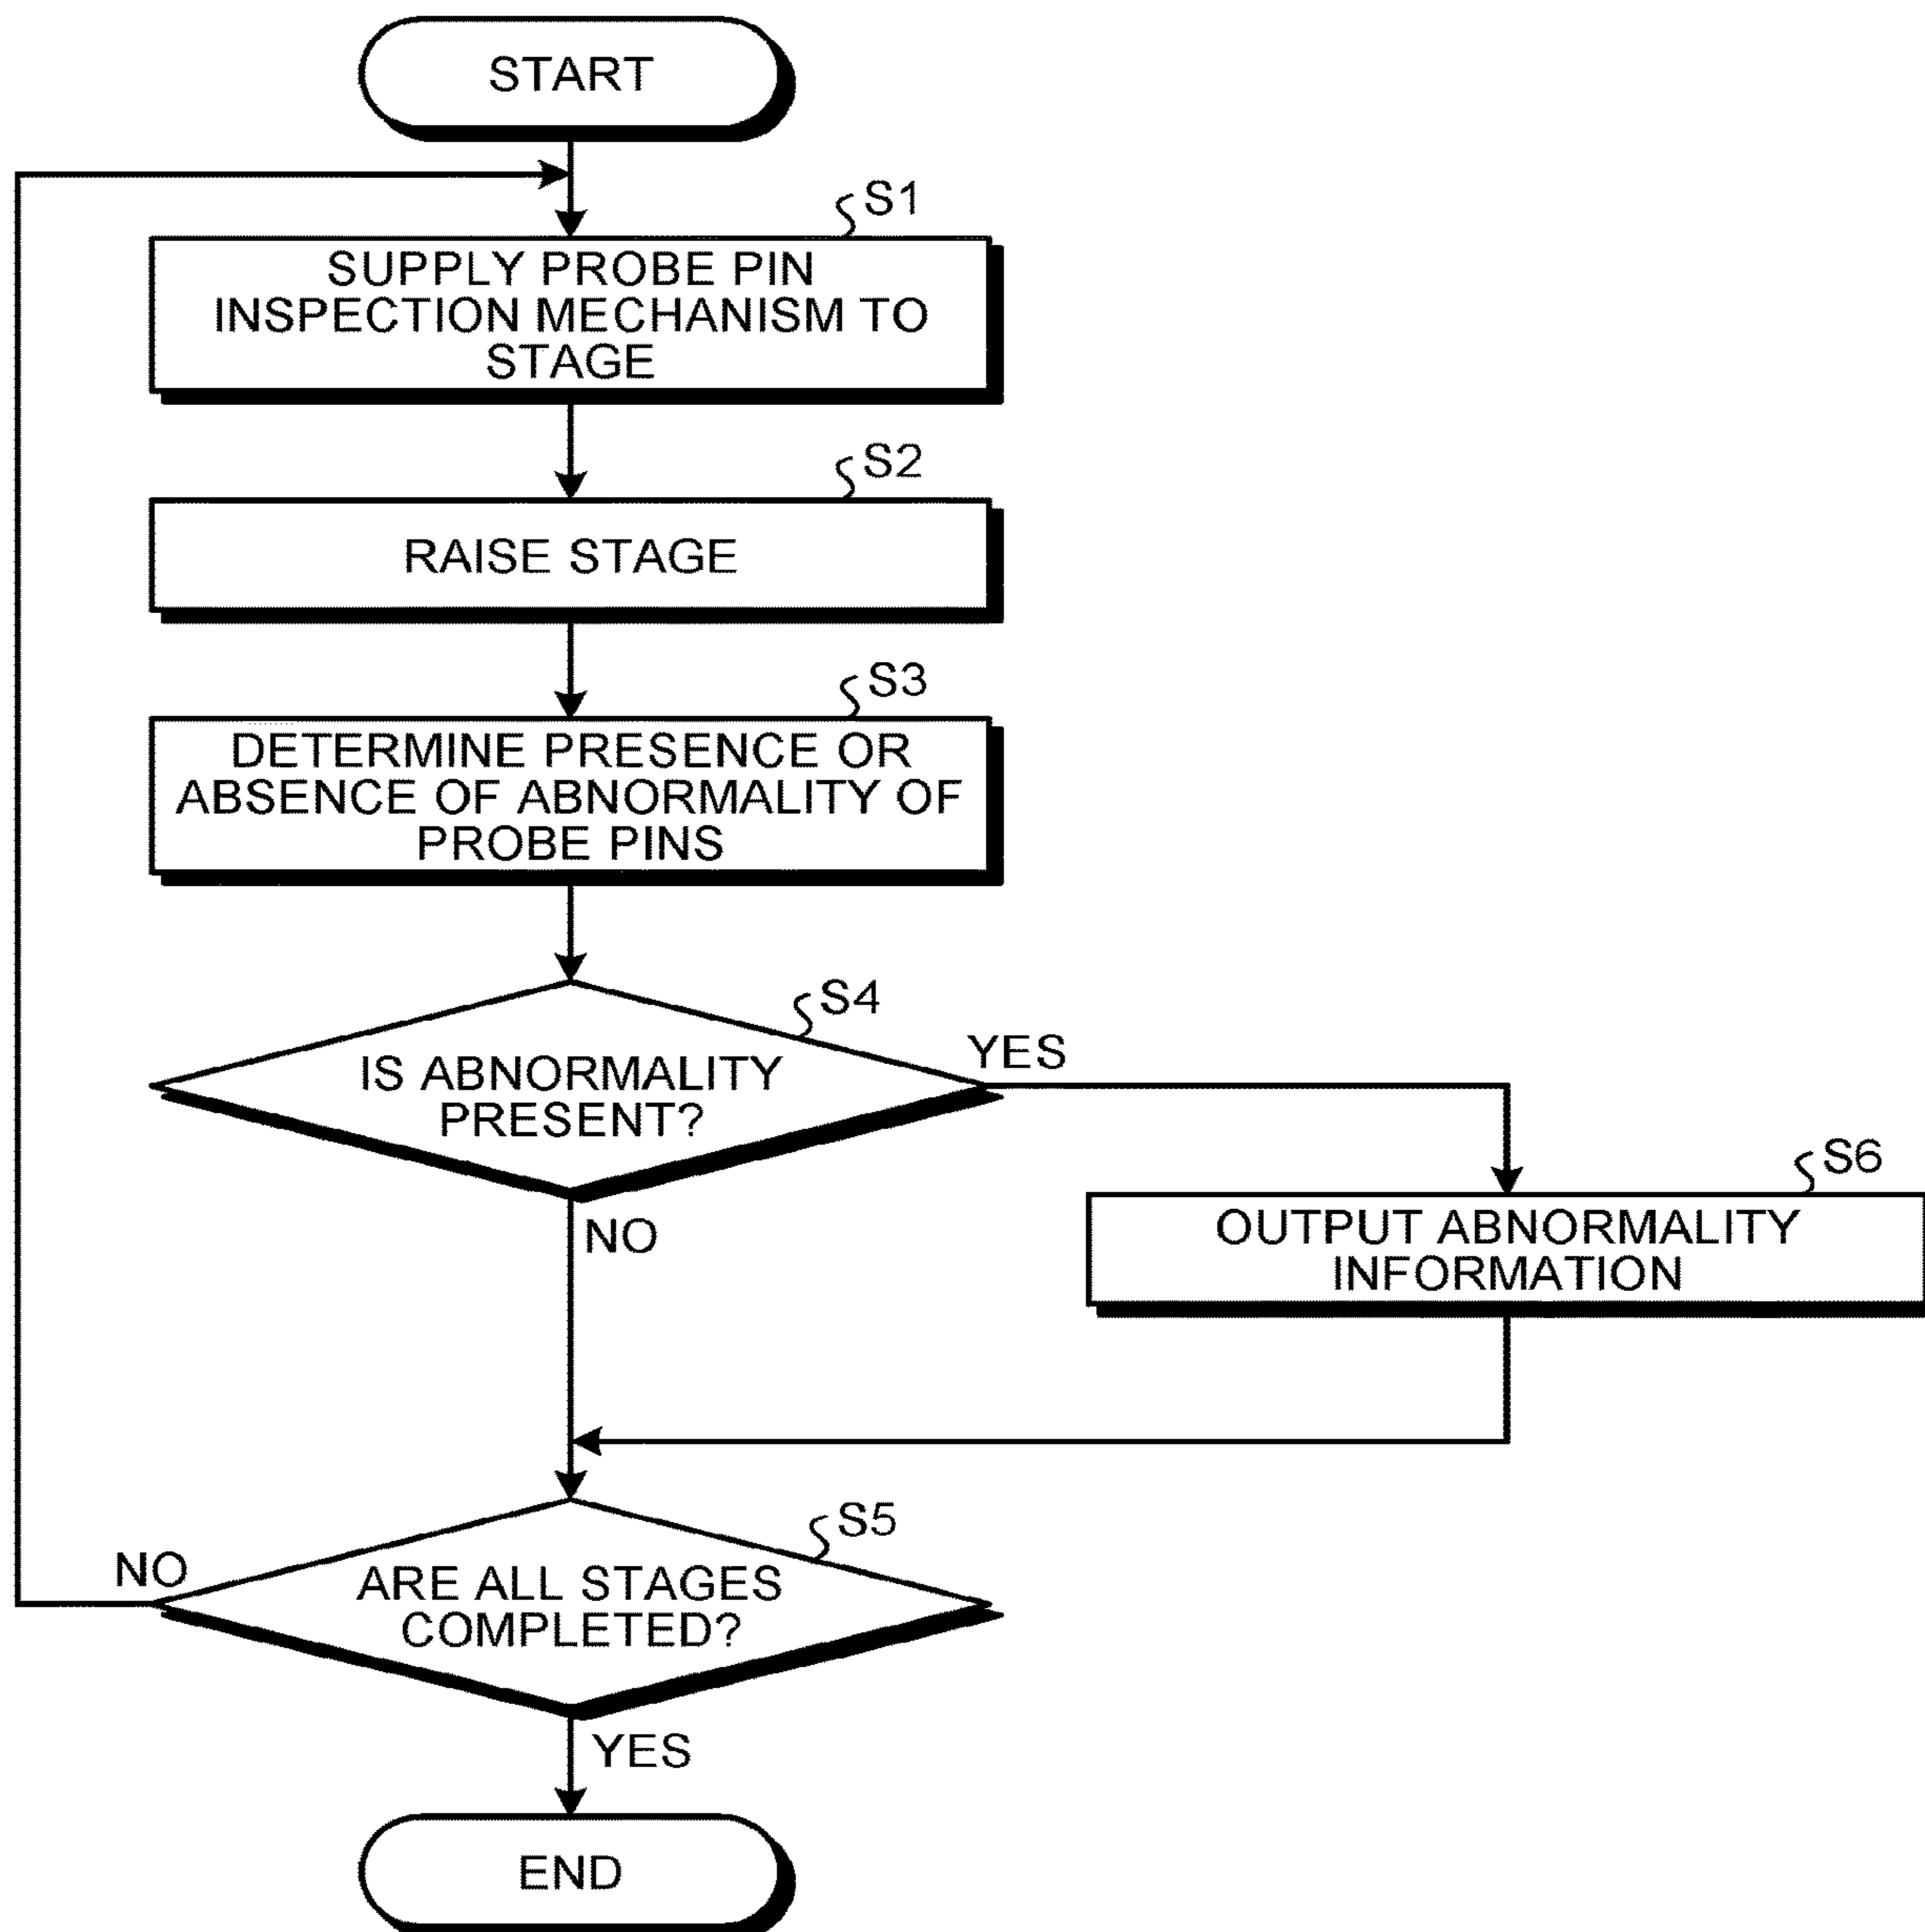 START
S1
SUPPLY PROBE PIN
INSPECTION MECHANISM TO
STAGE
S2
RAISE STAGE
S3
DETERMINE PRESENCE OR
ABSENCE OF ABNORMALITY OF
PROBE PINS
S4
IS ABNORMALITY
PRESENT?
YES
NO
S6
OUTPUT ABNORMALITY
INFORMATION
S5
ARE ALL STAGES
COMPLETED?
NO
YES
END